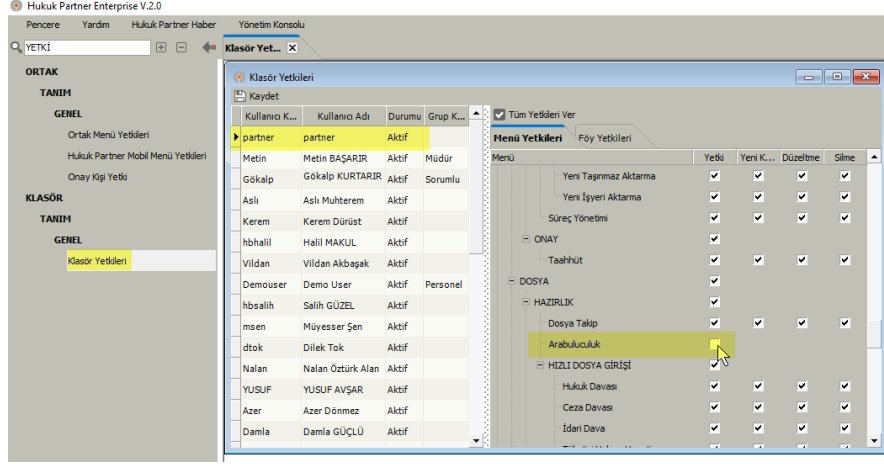 Hukuk Partner Enterprise V.2.0
Pencere Yardım Hukuk Partner Haber Yönetim Konsolu
YETKİ
Klasör Yet... X
ORTAK
TANIM
GENEL
Ortak Menü Yetkileri
Hukuk Partner Mobil Menü Yetkileri
Onay Kişi Yetki
KLASÖR
TANIM
GENEL
Klasör Yetkileri
Klasör Yetkileri
Kaydet
Kullanıcı K... Kullanıcı Adı Durumu Grup K...
partner partner Aktif
Metin Metin BAŞARIR Aktif Müdür
Gökalp Gökalp KURTARIR Aktif Sorumlu
Aslı Aslı Muhterem Aktif
Kerem Kerem Dürüst Aktif
hbhalil Halil MAKUL Aktif
Vildan Vildan Akbaşak Aktif
Demouser Demo User Aktif Personel
hbsalih Salih GÜZEL Aktif
msen Müyesser Şen Aktif
dtok Dilek Tok Aktif
Nalan Nalan Öztürk Alan Aktif
YUSUF YUSUF AVŞAR Aktif
Azer Azer Dönmez Aktif
Damla Damla GÜÇLÜ Aktif
Tüm Yetkileri Ver
Menü Yetkileri Föy Yetkileri
Menü Yetki Yeni K... Düzeltme Silme
Yeni Taşınmaz Aktarma
Yeni İşyeri Aktarma
Süreç Yönetimi
ONAY
Taahhüt
DOSYA
HAZIRLIK
Dosya Takip
Arabuluculuk
HIZLI DOSYA GİRİŞİ
Hukuk Davası
Ceza Davası
İdari Dava